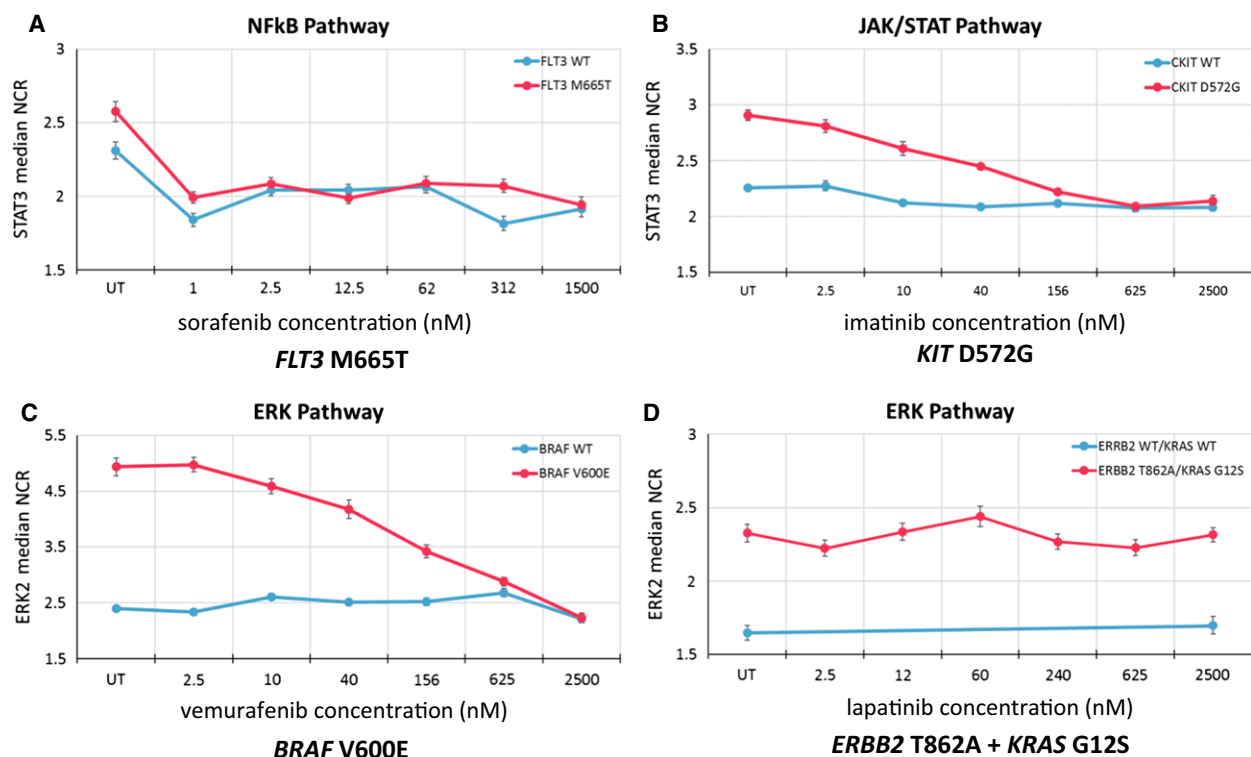 A
NFkB Pathway
FLT3 WT
FLT3 M665T
STAT3 median NCR
3
2.5
2
1.5
UT 1 2.5 12.5 62 312 1500
sorafenib concentration (nM)
FLT3 M665T
B
JAK/STAT Pathway
CKIT WT
CKIT D572G
STAT3 median NCR
3.5
3
2.5
2
1.5
UT 2.5 10 40 156 625 2500
imatinib concentration (nM)
KIT D572G
C
ERK Pathway
BRAF WT
BRAF V600E
ERK2 median NCR
5.5
4.5
3.5
2.5
1.5
UT 2.5 10 40 156 625 2500
vemurafenib concentration (nM)
BRAF V600E
D
ERK Pathway
ERRB2 WT/KRAS WT
ERBB2 T862A/KRAS G12S
ERK2 median NCR
3
2.5
2
1.5
UT 2.5 12 60 240 625 2500
lapatinib concentration (nM)
ERBB2 T862A + KRAS G12S